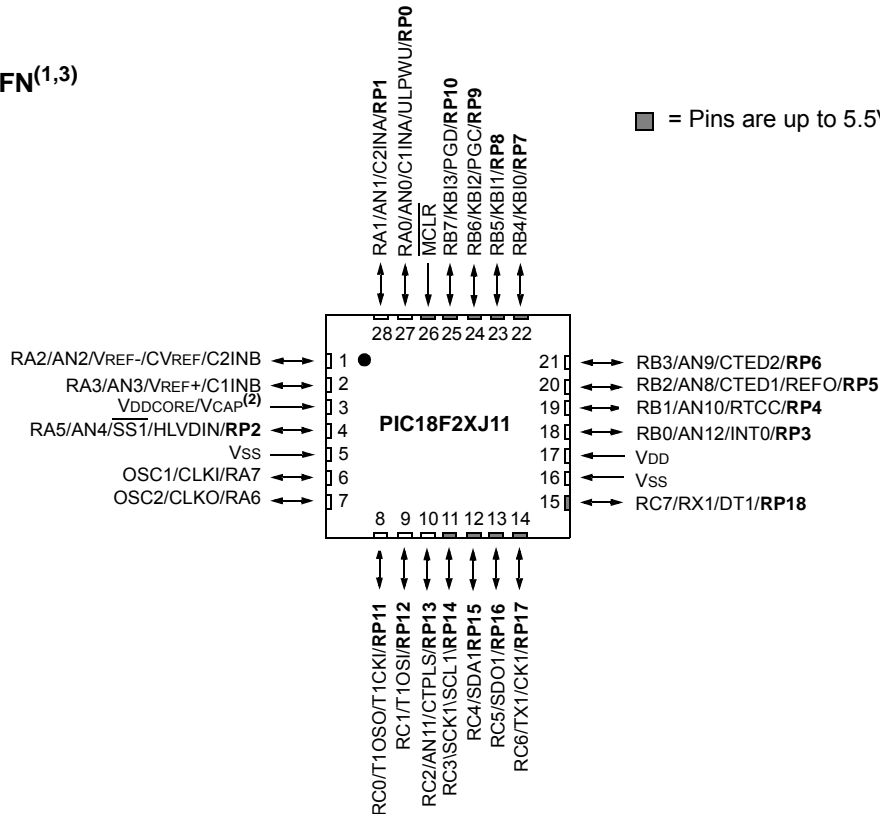 FN(1,3)
= Pins are up to 5.5V
RA1/AN1/C2INA/RP1
RA0/AN0/C1INA/ULPWU/RP0
MCLR
RB7/KBI3/PGD/RP10
RB6/KBI2/PGC/RP9
RB5/KBI1/RP8
RB4/KBI0/RP7
28 27 26 25 24 23 22
RA2/AN2/VREF-/CVREF/C2INB 1
RA3/AN3/VREF+/C1INB 2
VDDCORE/VCAP(2) 3
RA5/AN4/SS1/HLVDIN/RP2 4
VSS 5
OSC1/CLKI/RA7 6
OSC2/CLKO/RA6 7
PIC18F2XJ11
21 RB3/AN9/CTED2/RP6
20 RB2/AN8/CTED1/REFO/RP5
19 RB1/AN10/RTCC/RP4
18 RB0/AN12/INT0/RP3
17 VDD
16 VSS
15 RC7/RX1/DT1/RP18
8 9 10 11 12 13 14
RC0/T1OSO/T1CKI/RP11
RC1/T1OSI/RP12
RC2/AN11/CTPLS/RP13
RC3\SCK1\SCL1\RP14
RC4/SDA1RP15
RC5/SDO1/RP16
RC6/TX1/CK1/RP17